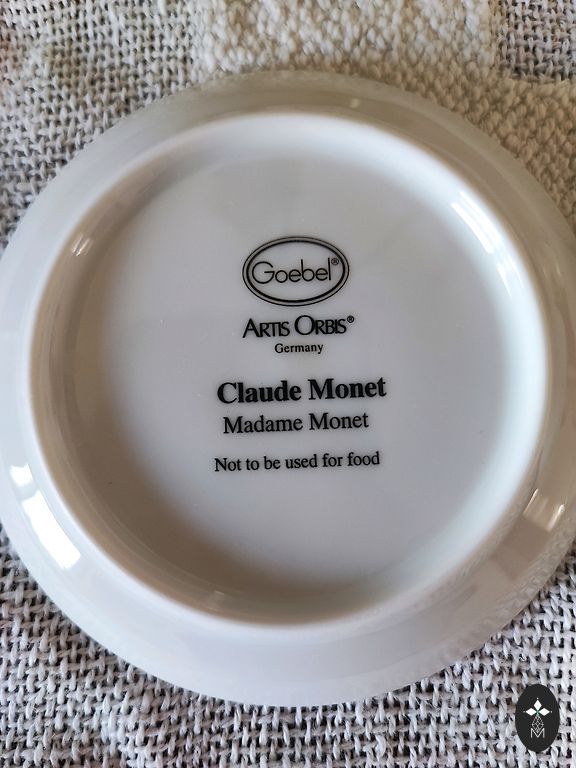 Goebel®
ARTIS ORBIS®
Germany
Claude Monet
Madame Monet
Not to be used for food
M